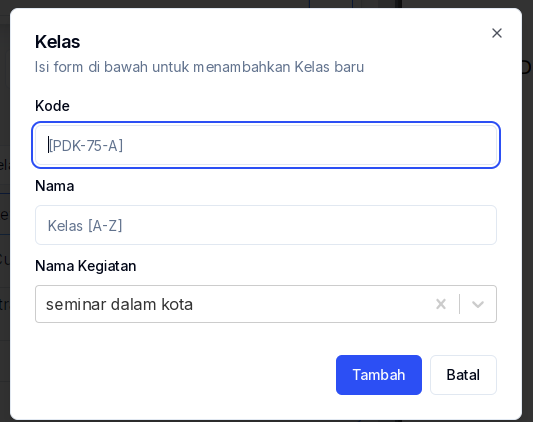 Kelas
Isi form di bawah untuk menambahkan Kelas baru
Kode
[PDK-75-A]
Nama
Kelas [A-Z]
Nama Kegiatan
seminar dalam kota
Tambah
Batal